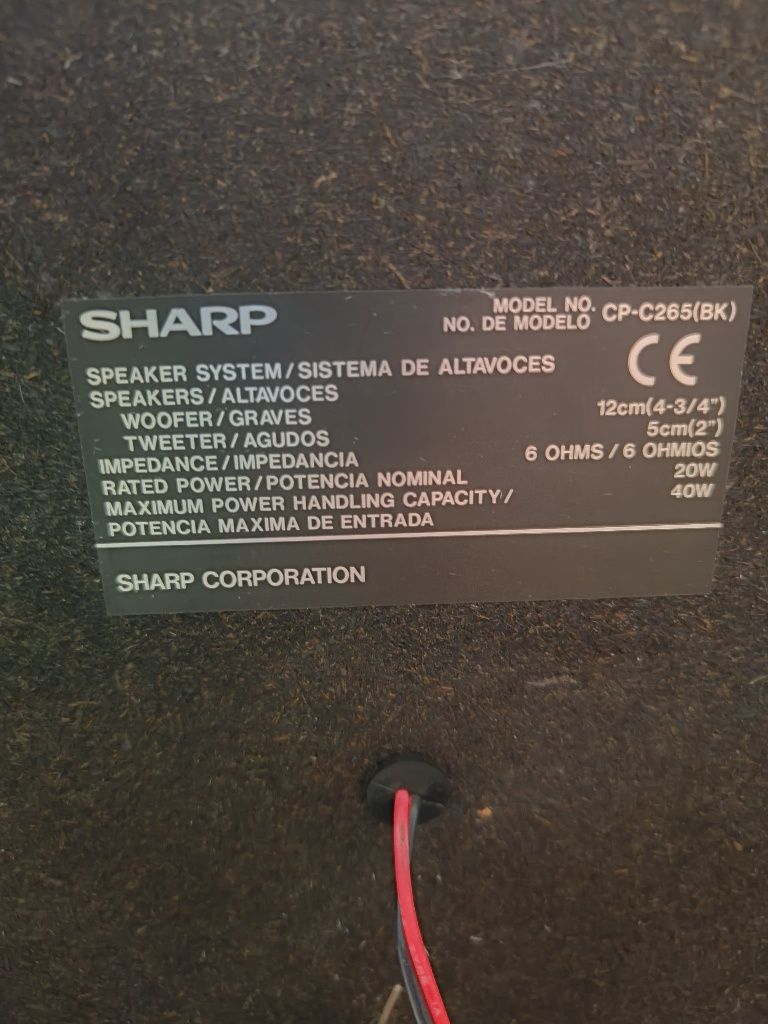 SHARP
MODEL NO.
NO. DE MODELO CP-C265(BK)
CE
SPEAKER SYSTEM/SISTEMA DE ALTAVOCES
SPEAKERS/ALTAVOCES
WOOFER/GRAVES 12cm(4-3/4")
TWEETER/AGUDOS 5cm(2")
IMPEDANCE/IMPEDANCIA 6 OHMS / 6 OHMIOS
RATED POWER/POTENCIA NOMINAL 20W
MAXIMUM POWER HANDLING CAPACITY/ 40W
POTENCIA MAXIMA DE ENTRADA
SHARP CORPORATION